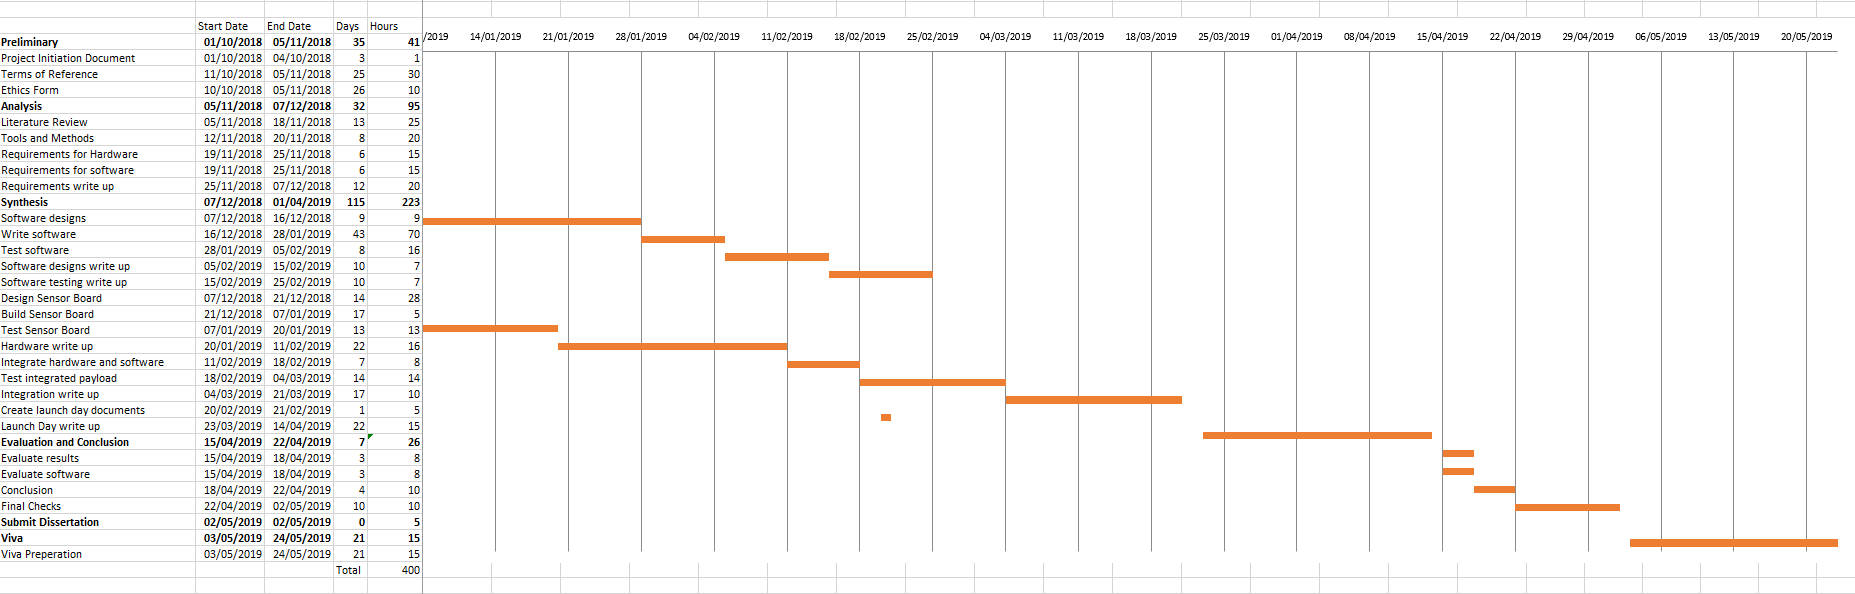 Start Date End Date Days Hours
/2019 14/01/2019 21/01/2019 28/01/2019 04/02/2019 11/02/2019 18/02/2019 25/02/2019 04/03/2019 11/03/2019 18/03/2019 25/03/2019 01/04/2019 08/04/2019 15/04/2019 22/04/2019 29/04/2019 06/05/2019 13/05/2019 20/05/2019
Preliminary 01/10/2018 05/11/2018 35 41
Project Initiation Document 01/10/2018 04/10/2018 3 1
Terms of Reference 11/10/2018 05/11/2018 25 30
Ethics Form 10/10/2018 05/11/2018 26 10
Analysis 05/11/2018 07/12/2018 32 95
Literature Review 05/11/2018 18/11/2018 13 25
Tools and Methods 12/11/2018 20/11/2018 8 20
Requirements for Hardware 19/11/2018 25/11/2018 6 15
Requirements for software 19/11/2018 25/11/2018 6 15
Requirements write up 25/11/2018 07/12/2018 12 20
Synthesis 07/12/2018 01/04/2019 115 223
Software designs 07/12/2018 16/12/2018 9 9
Write software 16/12/2018 28/01/2019 43 70
Test software 28/01/2019 05/02/2019 8 16
Software designs write up 05/02/2019 15/02/2019 10 7
Software testing write up 15/02/2019 25/02/2019 10 7
Design Sensor Board 07/12/2018 21/12/2018 14 28
Build Sensor Board 21/12/2018 07/01/2019 17 5
Test Sensor Board 07/01/2019 20/01/2019 13 13
Hardware write up 20/01/2019 11/02/2019 22 16
Integrate hardware and software 11/02/2019 18/02/2019 7 8
Test integrated payload 18/02/2019 04/03/2019 14 14
Integration write up 04/03/2019 21/03/2019 17 10
Create launch day documents 20/02/2019 21/02/2019 1 5
Launch Day write up 23/03/2019 14/04/2019 22 15
Evaluation and Conclusion 15/04/2019 22/04/2019 7 26
Evaluate results 15/04/2019 18/04/2019 3 8
Evaluate software 15/04/2019 18/04/2019 3 8
Conclusion 18/04/2019 22/04/2019 4 10
Final Checks 22/04/2019 02/05/2019 10 10
Submit Dissertation 02/05/2019 02/05/2019 0 5
Viva 03/05/2019 24/05/2019 21 15
Viva Preperation 03/05/2019 24/05/2019 21 15
Total 400